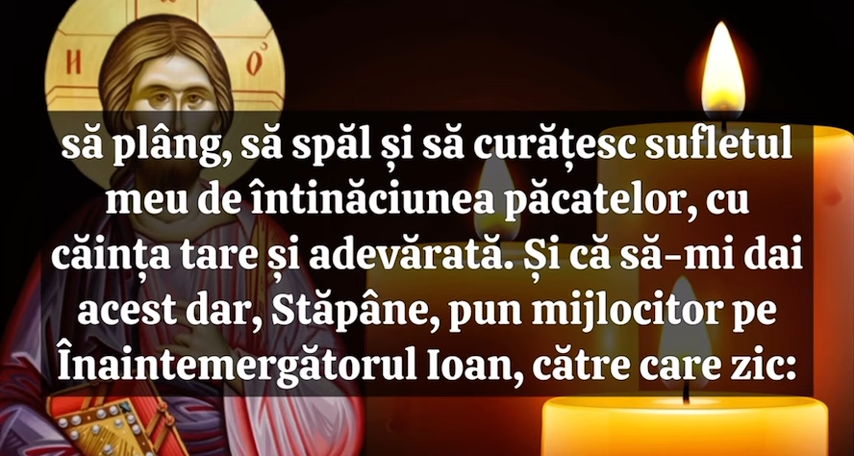 И Ο
să plâng, să spăl și să curățesc sufletul
meu de întinăciunea păcatelor, cu
căința tare și adevărată. Și că să-mi dai
acest dar, Stăpâne, pun mijlocitor pe
Înaintemergătorul Ioan, către care zic: